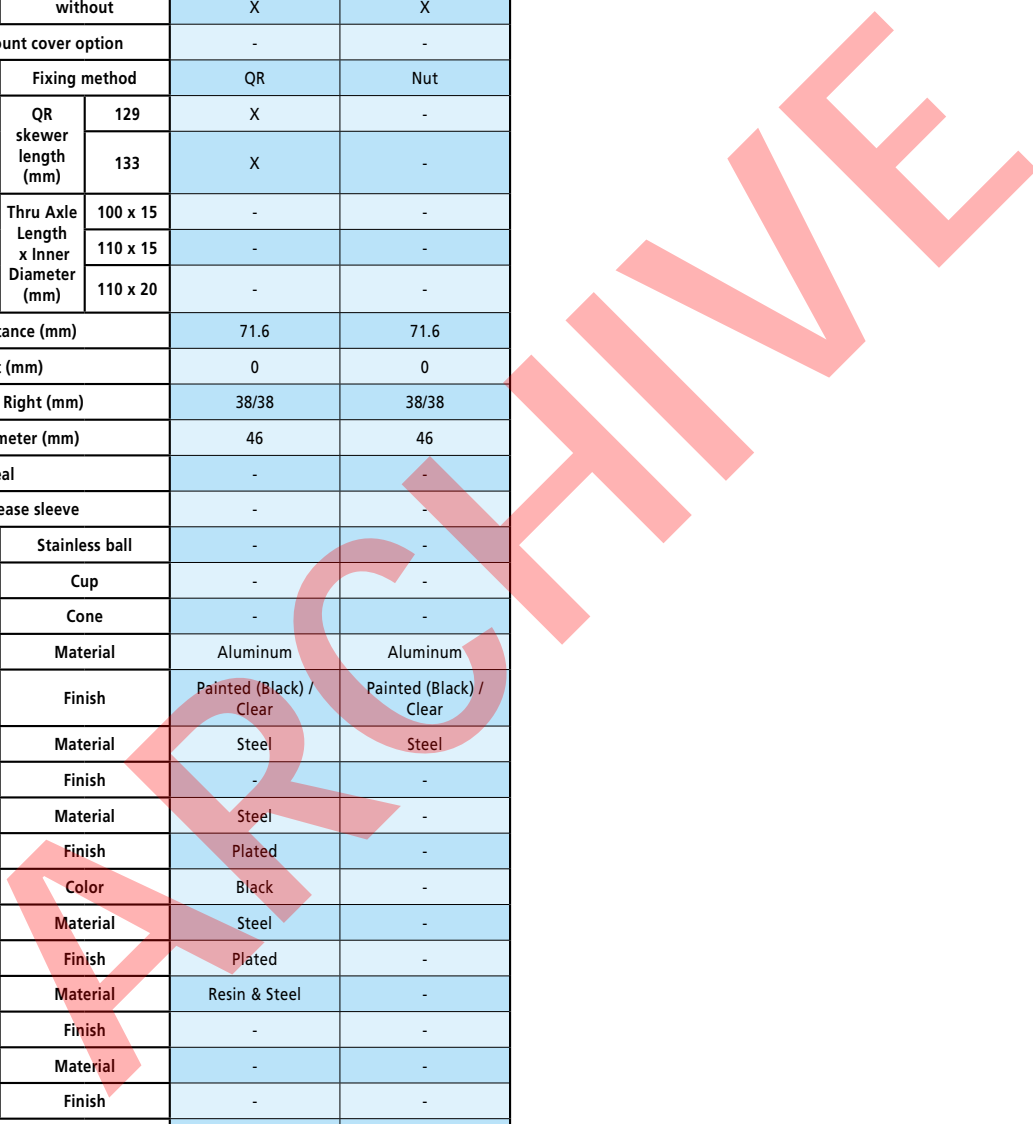 without X X
ount cover option - -
Fixing method QR Nut
QR skewer length (mm) 129 X -
133 X -
Thru Axle Length x Inner Diameter (mm) 100 x 15 - -
110 x 15 - -
110 x 20 - -
tance (mm) 71.6 71.6
t (mm) 0 0
Right (mm) 38/38 38/38
meter (mm) 46 46
eal - -
ease sleeve - -
Stainless ball - -
Cup - -
Cone - -
Material Aluminum Aluminum
Finish Painted (Black) / Clear Painted (Black) / Clear
Material Steel Steel
Finish - -
Material Steel -
Finish Plated -
Color Black -
Material Steel -
Finish Plated -
Material Resin & Steel -
Finish - -
Material - -
Finish - -
ARCHIVE